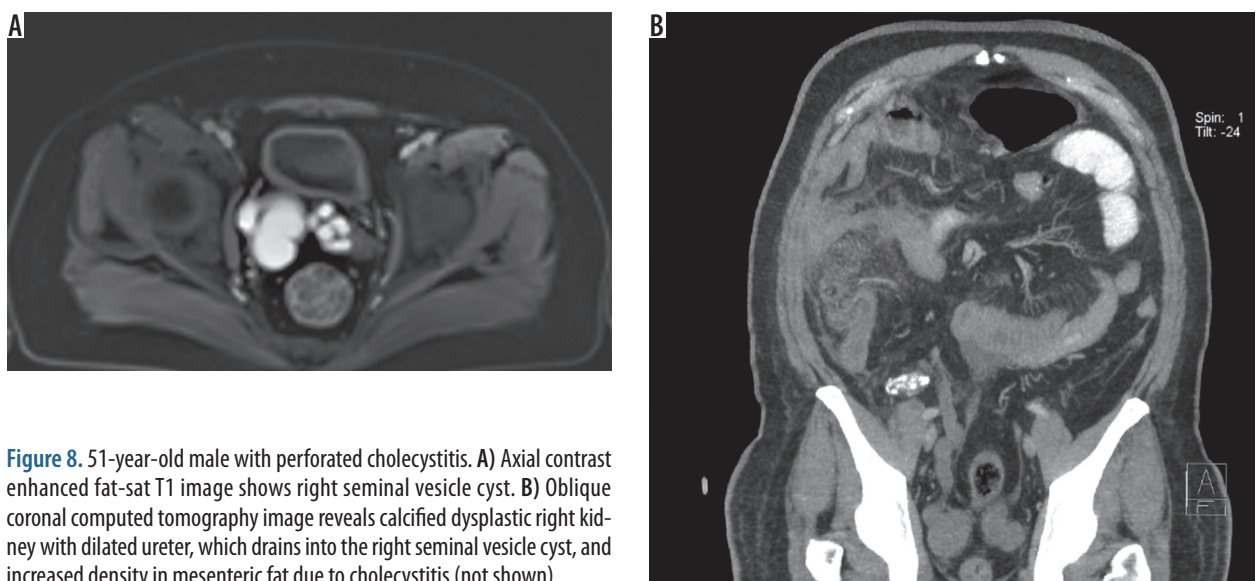 A
B
Spin: 1
Tilt: -24
A
F
Figure 8. 51-year-old male with perforated cholecystitis. A) Axial contrast
enhanced fat-sat T1 image shows right seminal vesicle cyst. B) Oblique
coronal computed tomography image reveals calcified dysplastic right kid-
ney with dilated ureter, which drains into the right seminal vesicle cyst, and
increased density in mesenteric fat due to cholecystitis (not shown)